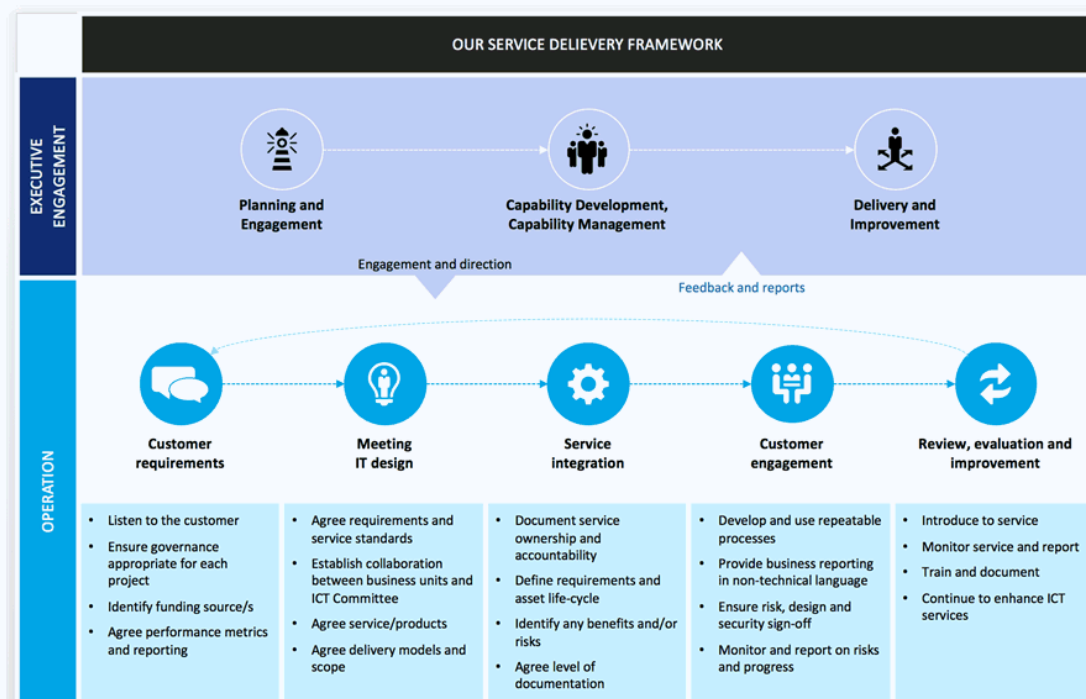 OUR SERVICE DELIEVERY FRAMEWORK
EXECUTIVE
ENGAGEMENT
Planning and
Engagement
Capability Development,
Capability Management
Delivery and
Improvement
Engagement and direction
Feedback and reports
OPERATION
Customer
requirements
Meeting
IT design
Service
integration
Customer
engagement
Review, evaluation and
improvement
• Listen to the customer
• Ensure governance
appropriate for each
project
• Identify funding source/s
• Agree performance metrics
and reporting
• Agree requirements and
service standards
• Establish collaboration
between business units and
ICT Committee
• Agree service/products
• Agree delivery models and
scope
• Document service
ownership and
accountability
• Define requirements and
asset life-cycle
• Identify any benefits and/or
risks
• Agree level of
documentation
• Develop and use repeatable
processes
• Provide business reporting
in non-technical language
• Ensure risk, design and
security sign-off
• Monitor and report on risks
and progress
• Introduce to service
• Monitor service and report
• Train and document
• Continue to enhance ICT
services